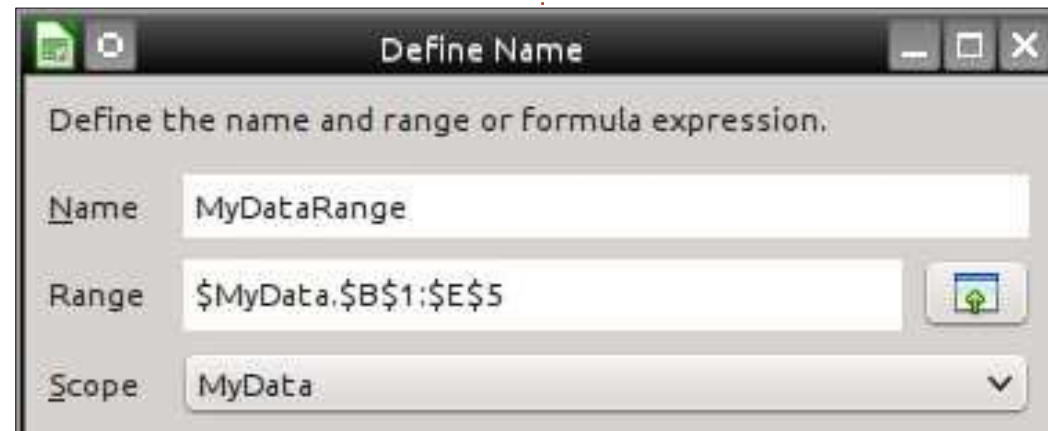 Define Name
Define the name and range or formula expression.
Name MyDataRange
Range $MyData.$B$1:$E$5
Scope MyData